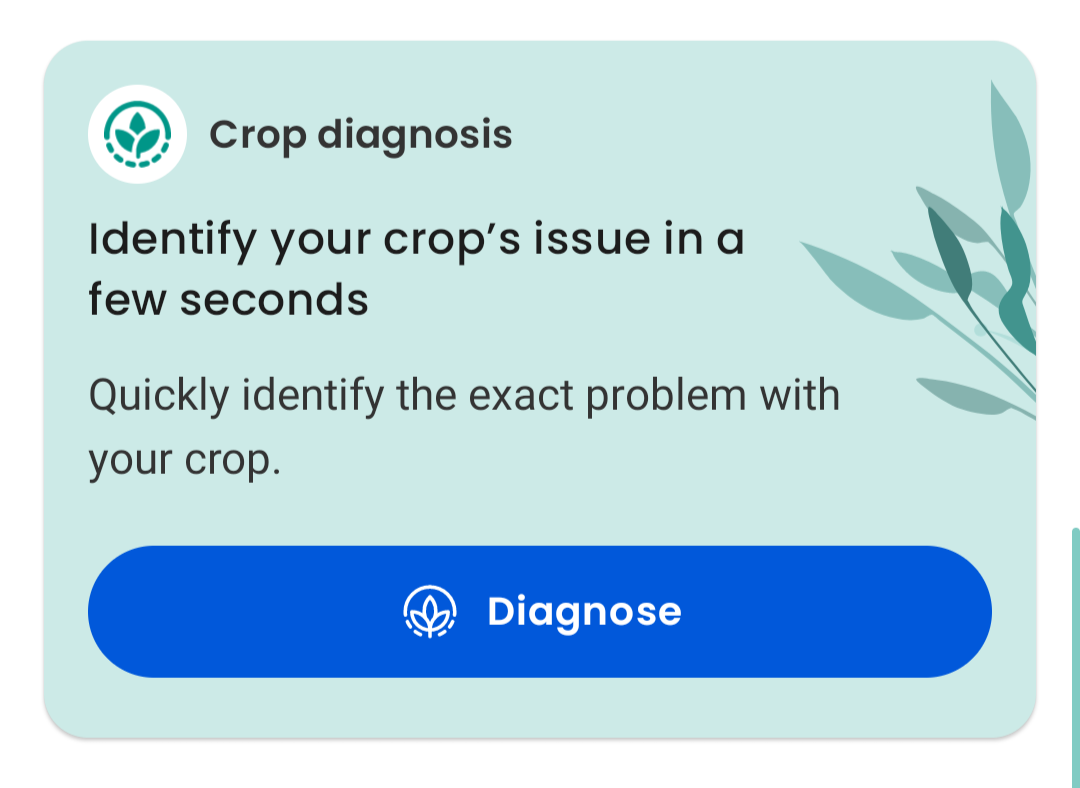 Crop diagnosis
Identify your crop’s issue in a
few seconds
Quickly identify the exact problem with
your crop.
Diagnose